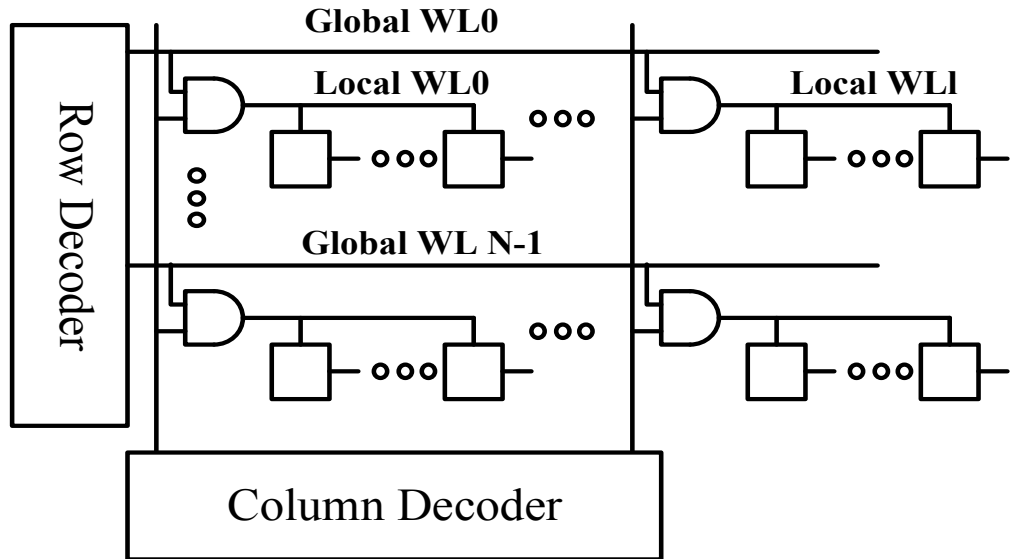 Global WL0
Local WL0
Local WLl
Row Decoder
Global WL N-1
Column Decoder